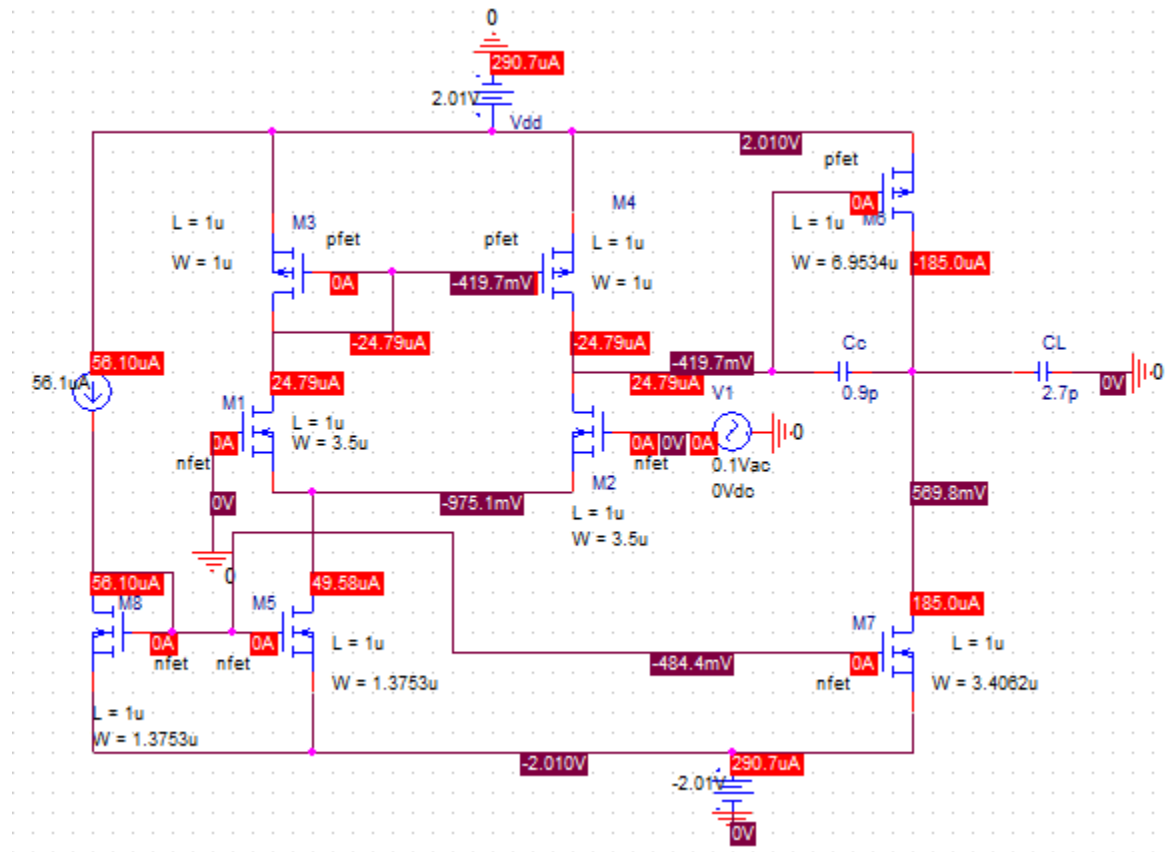 0
290.7uA
2.01V
Vdd
2.010V
pfet
M3
M4
0A
L = 1u
pfet
pfet
L = 1u
L = 1u
M6
W = 1u
W = 6.9534u
-185.0uA
0A
-419.7mV
W = 1u
-24.79uA
-24.79uA
Cc
CL
56.10uA
-419.7mV
0
56.1uA
24.79uA
24.79uA
V1
0.9p
2.7p
0V
M1
L = 1u
W = 3.5u
0A
0A
0V
0A
0
nfet
nfet
0.1Vac
0Vdc
M2
0V
-975.1mV
569.8mV
L = 1u
W = 3.5u
0
56.10uA
49.58uA
M8
M5
185.0uA
M7
0A
0A
L = 1u
L = 1u
nfet
nfet
-484.4mV
0A
W = 1.3753u
nfet
W = 3.4062u
L = 1u
W = 1.3753u
-2.010V
290.7uA
-2.01V
0V